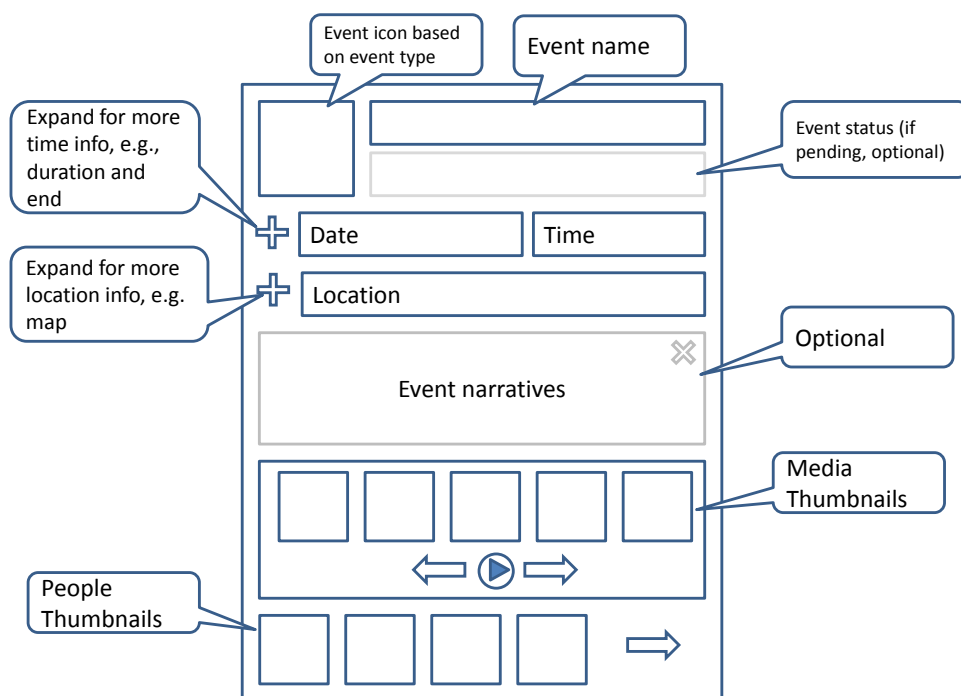 Event icon based
on event type
Event name
Expand for more
time info, e.g.,
duration and
end
Event status (if
pending, optional)
Date
Time
Expand for more
location info, e.g.
map
Location
Optional
Event narratives
Media
Thumbnails
People
Thumbnails